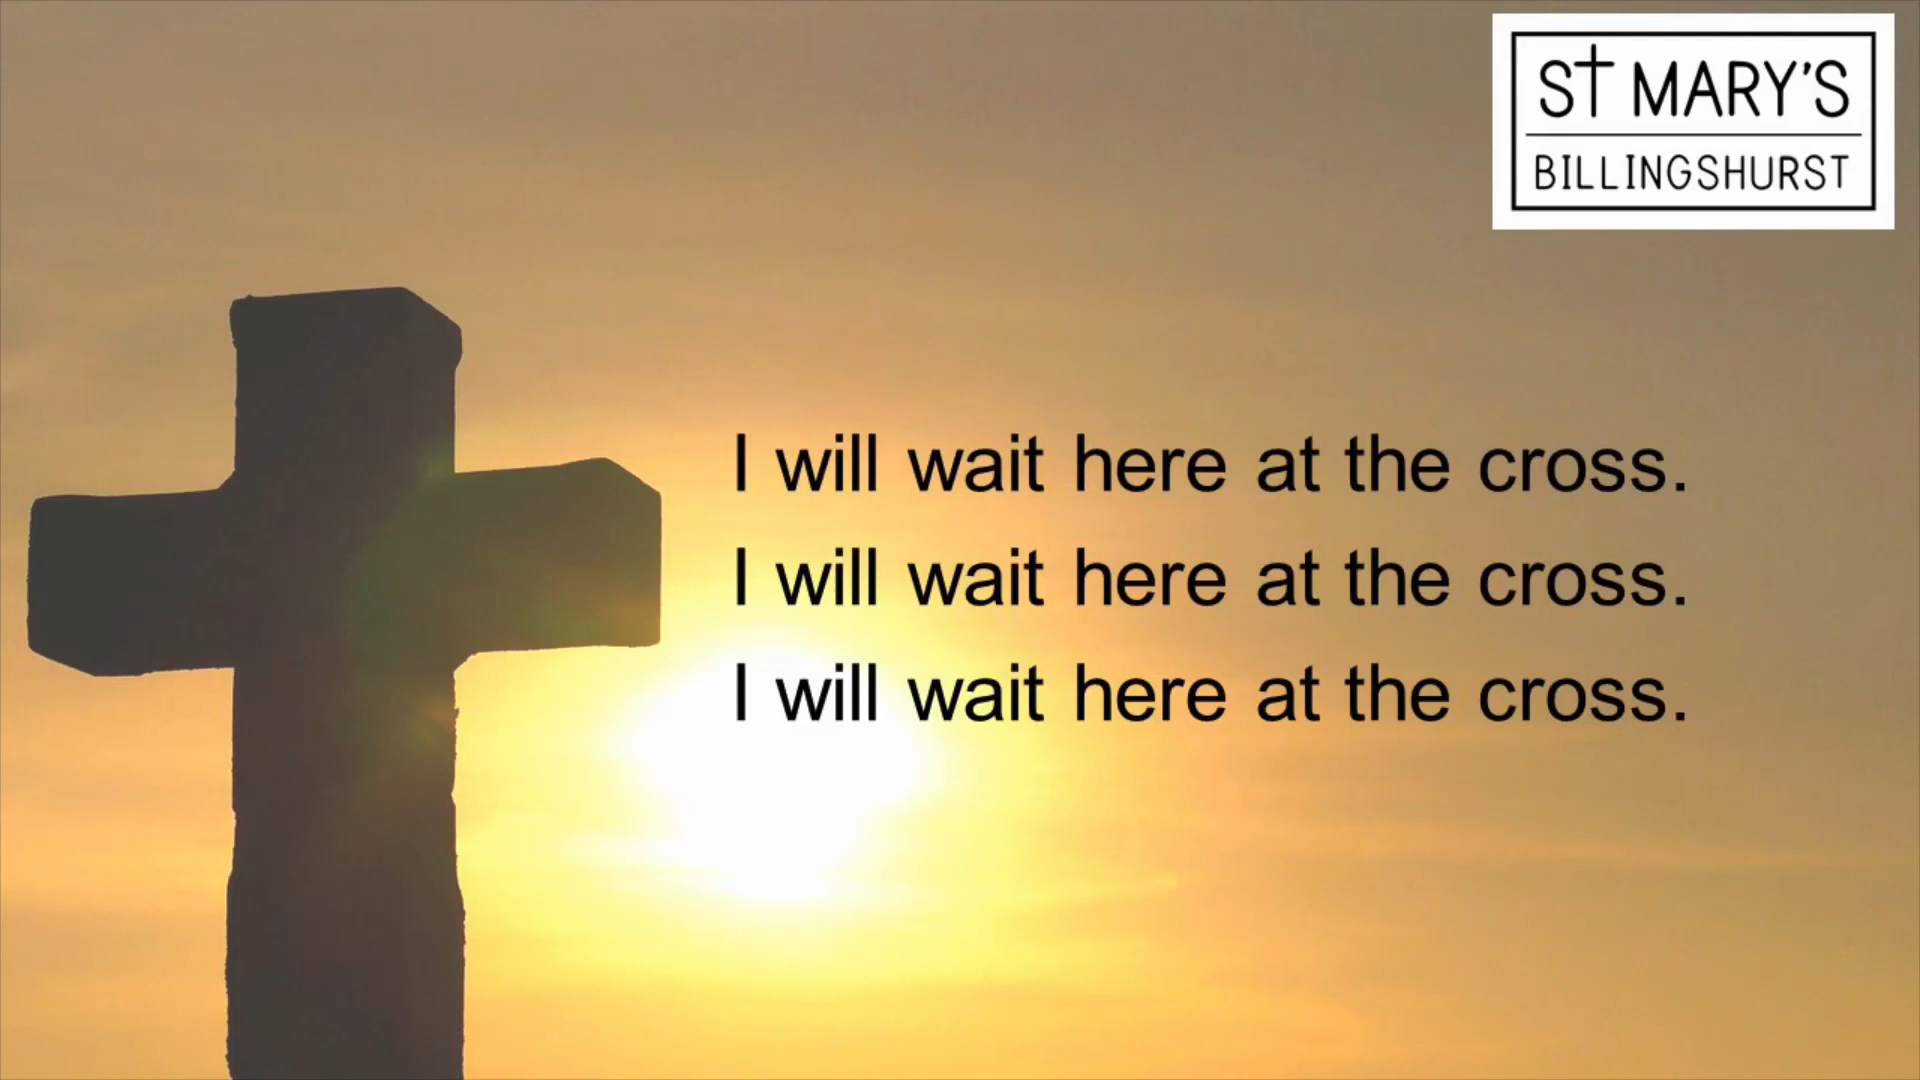 St MARY'S
BILLINGSHURST
I will wait here at the cross.
I will wait here at the cross.
I will wait here at the cross.